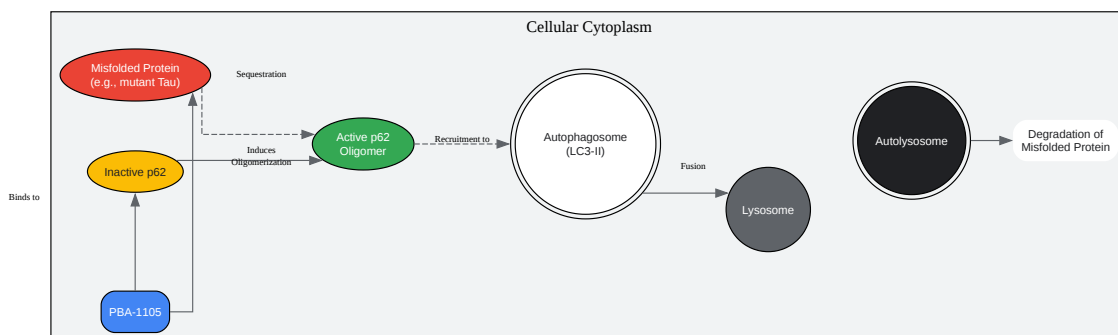 Cellular Cytoplasm
Misfolded Protein
(e.g., mutant Tau)
Sequestration
Active p62
Oligomer
Recruitment to
Autophagosome
(LC3-II)
Autolysosome
Degradation of
Misfolded Protein
Induces
Oligomerization
Inactive p62
Fusion
Binds to
Lysosome
PBA-1105